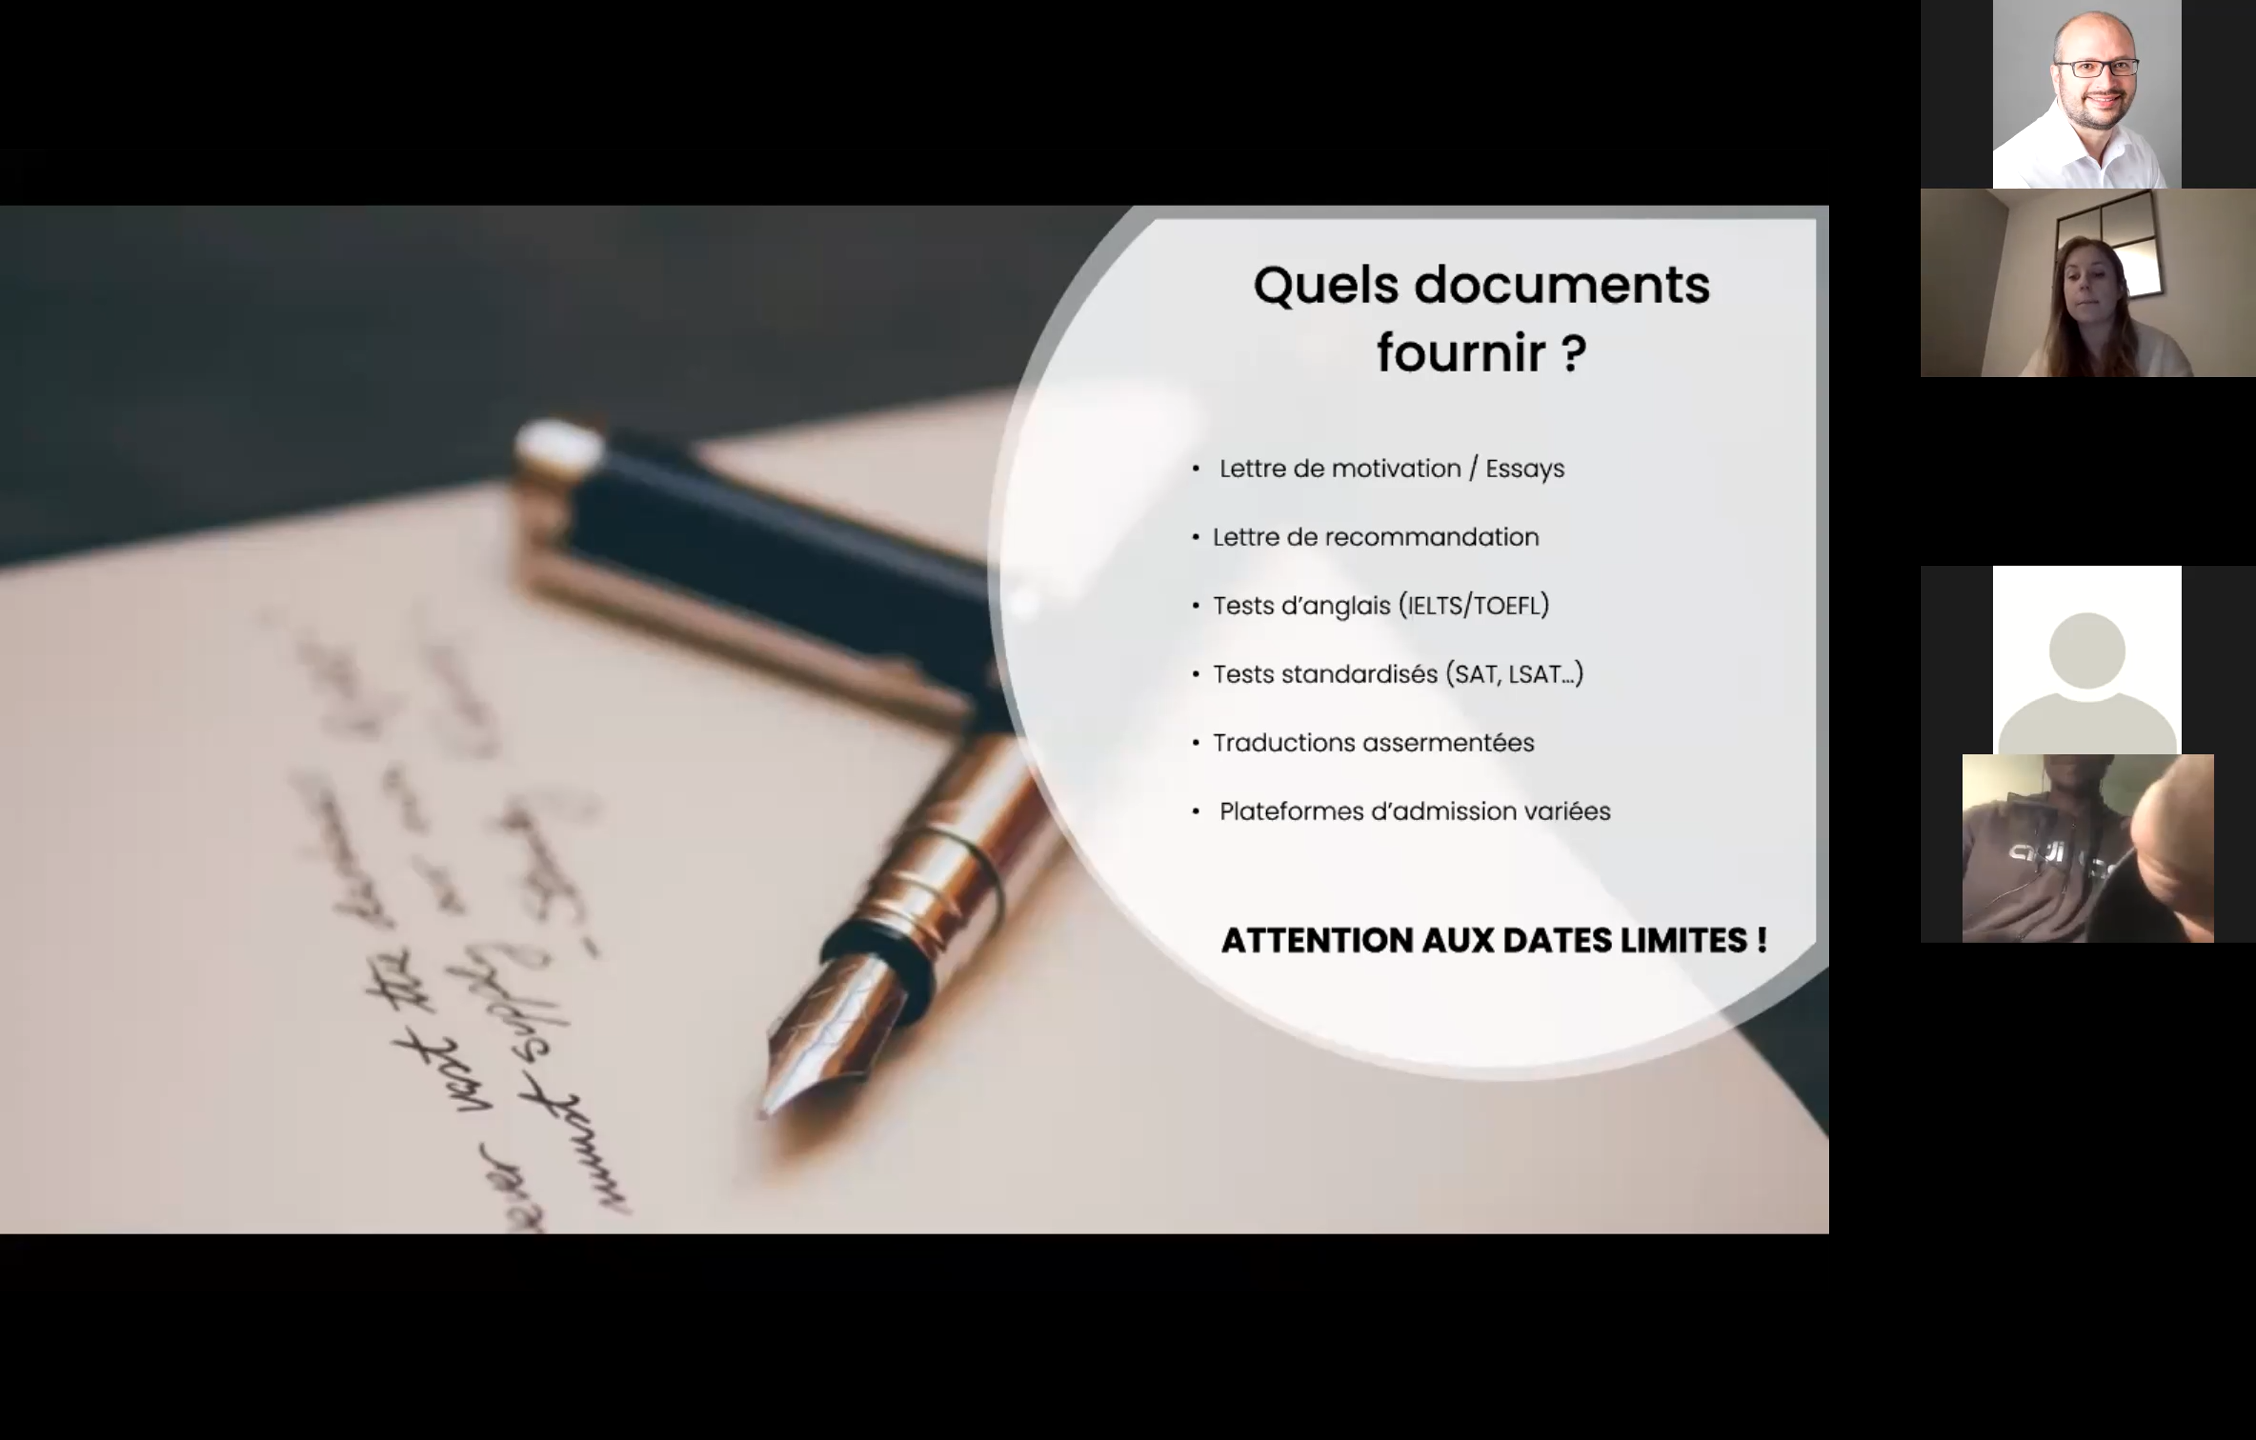 Quels documents
fournir ?
• Lettre de motivation / Essays
• Lettre de recommandation
• Tests d'anglais (IELTS/TOEFL)
• Tests standardisés (SAT, LSAT...)
• Traductions assermentées
• Plateformes d'admission variées
ATTENTION AUX DATES LIMITES !